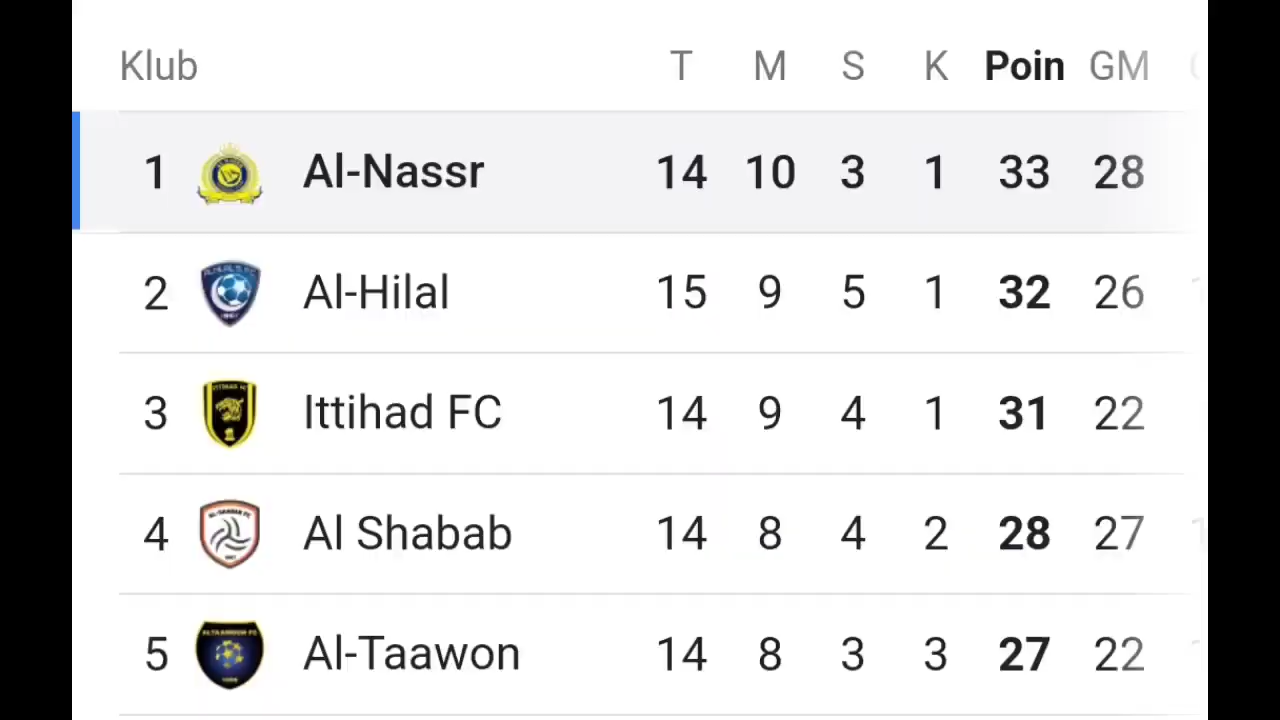 Klub T M S K Poin GM
1 Al-Nassr 14 10 3 1 33 28
2 Al-Hilal 15 9 5 1 32 26
3 Ittihad FC 14 9 4 1 31 22
4 Al Shabab 14 8 4 2 28 27
5 Al-Taawon 14 8 3 3 27 22